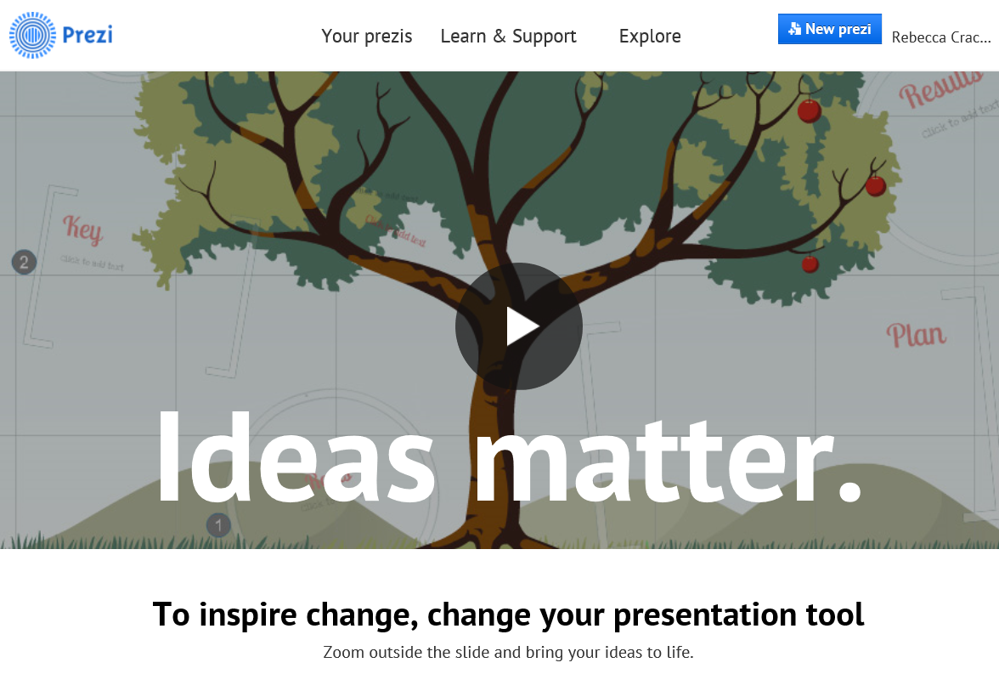 Prezi
Your prezis
Learn & Support
Explore
New prezi
Rebecca Crac...
Results
Click to add text
Click to add text
Key
Click to add text
2
Plan
Ideas matter.
1
To inspire change, change your presentation tool
Zoom outside the slide and bring your ideas to life.